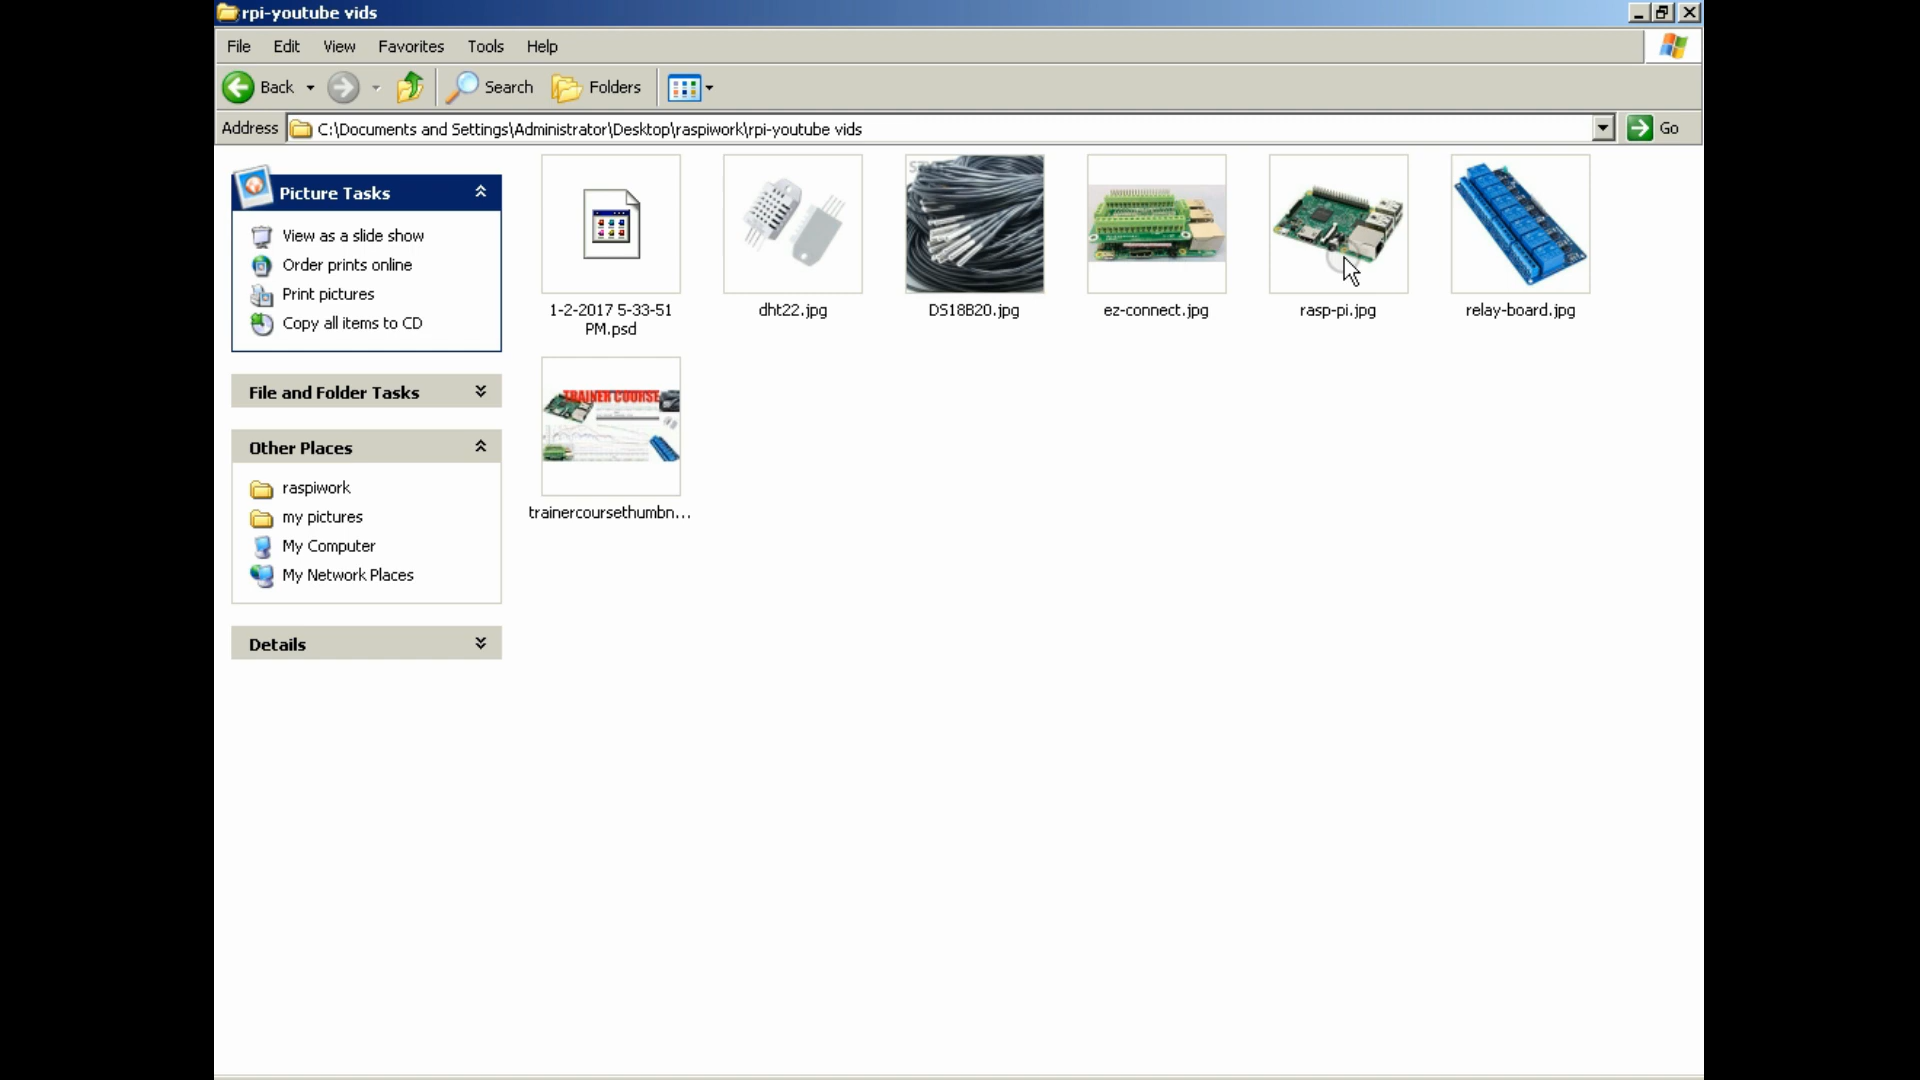 rpi-youtube vids
File Edit View Favorites Tools Help
Back Search Folders
Address C:\Documents and Settings\Administrator\Desktop\raspiwork\rpi-youtube vids Go
Picture Tasks
View as a slide show
Order prints online
Print pictures
Copy all items to CD
File and Folder Tasks
Other Places
raspiwork
my pictures
My Computer
My Network Places
Details
1-2-2017 5-33-51
PM.psd
dht22.jpg
DS18B20.jpg
ez-connect.jpg
rasp-pi.jpg
relay-board.jpg
TRAINER COURSE
trainercoursethumbn...